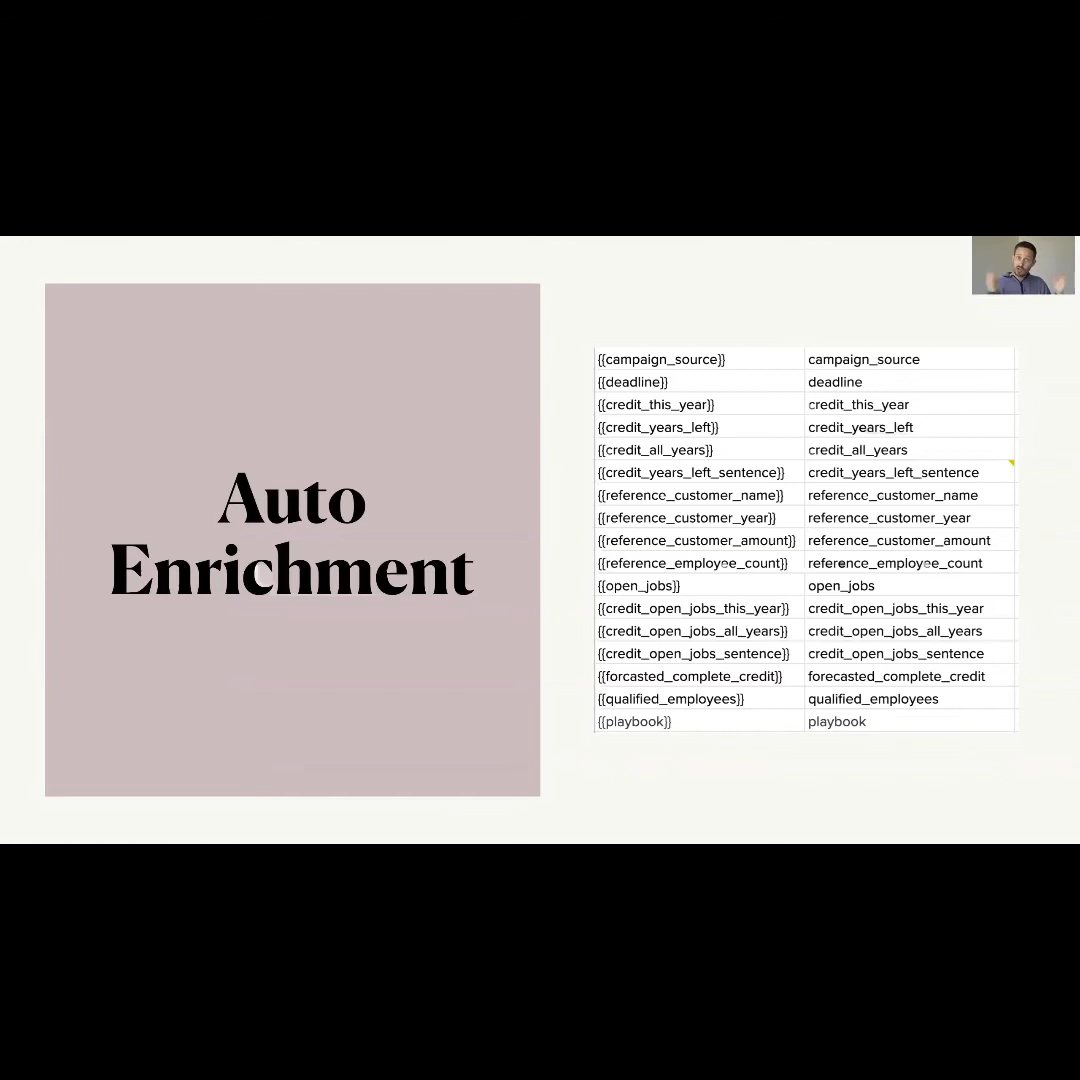 Auto
Enrichment
{{campaign_source}} campaign_source
{{deadline}} deadline
{{credit_this_year}} credit_this_year
{{credit_years_left}} credit_years_left
{{credit_all_years}} credit_all_years
{{credit_years_left_sentence}} credit_years_left_sentence
{{reference_customer_name}} reference_customer_name
{{reference_customer_year}} reference_customer_year
{{reference_customer_amount}} reference_customer_amount
{{reference_employee_count}} reference_employee_count
{{open_jobs}} open_jobs
{{credit_open_jobs_this_year}} credit_open_jobs_this_year
{{credit_open_jobs_all_years}} credit_open_jobs_all_years
{{credit_open_jobs_sentence}} credit_open_jobs_sentence
{{forcasted_complete_credit}} forecasted_complete_credit
{{qualified_employees}} qualified_employees
{{playbook}} playbook